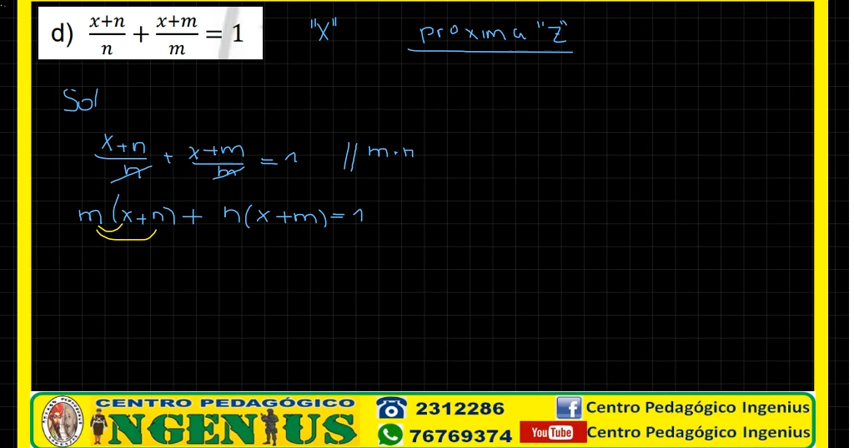 d) x+n/n + x+m/m = 1 "X" proxima "Z"
Sol
x+n/n + x+m/m = 1 // m·n
m(x+n) + n(x+m) = 1
CENTRO PEDAGÓGICO
INGENIUS
2312286
76769374
Centro Pedagógico Ingenius
YouTube Centro Pedagógico Ingenius